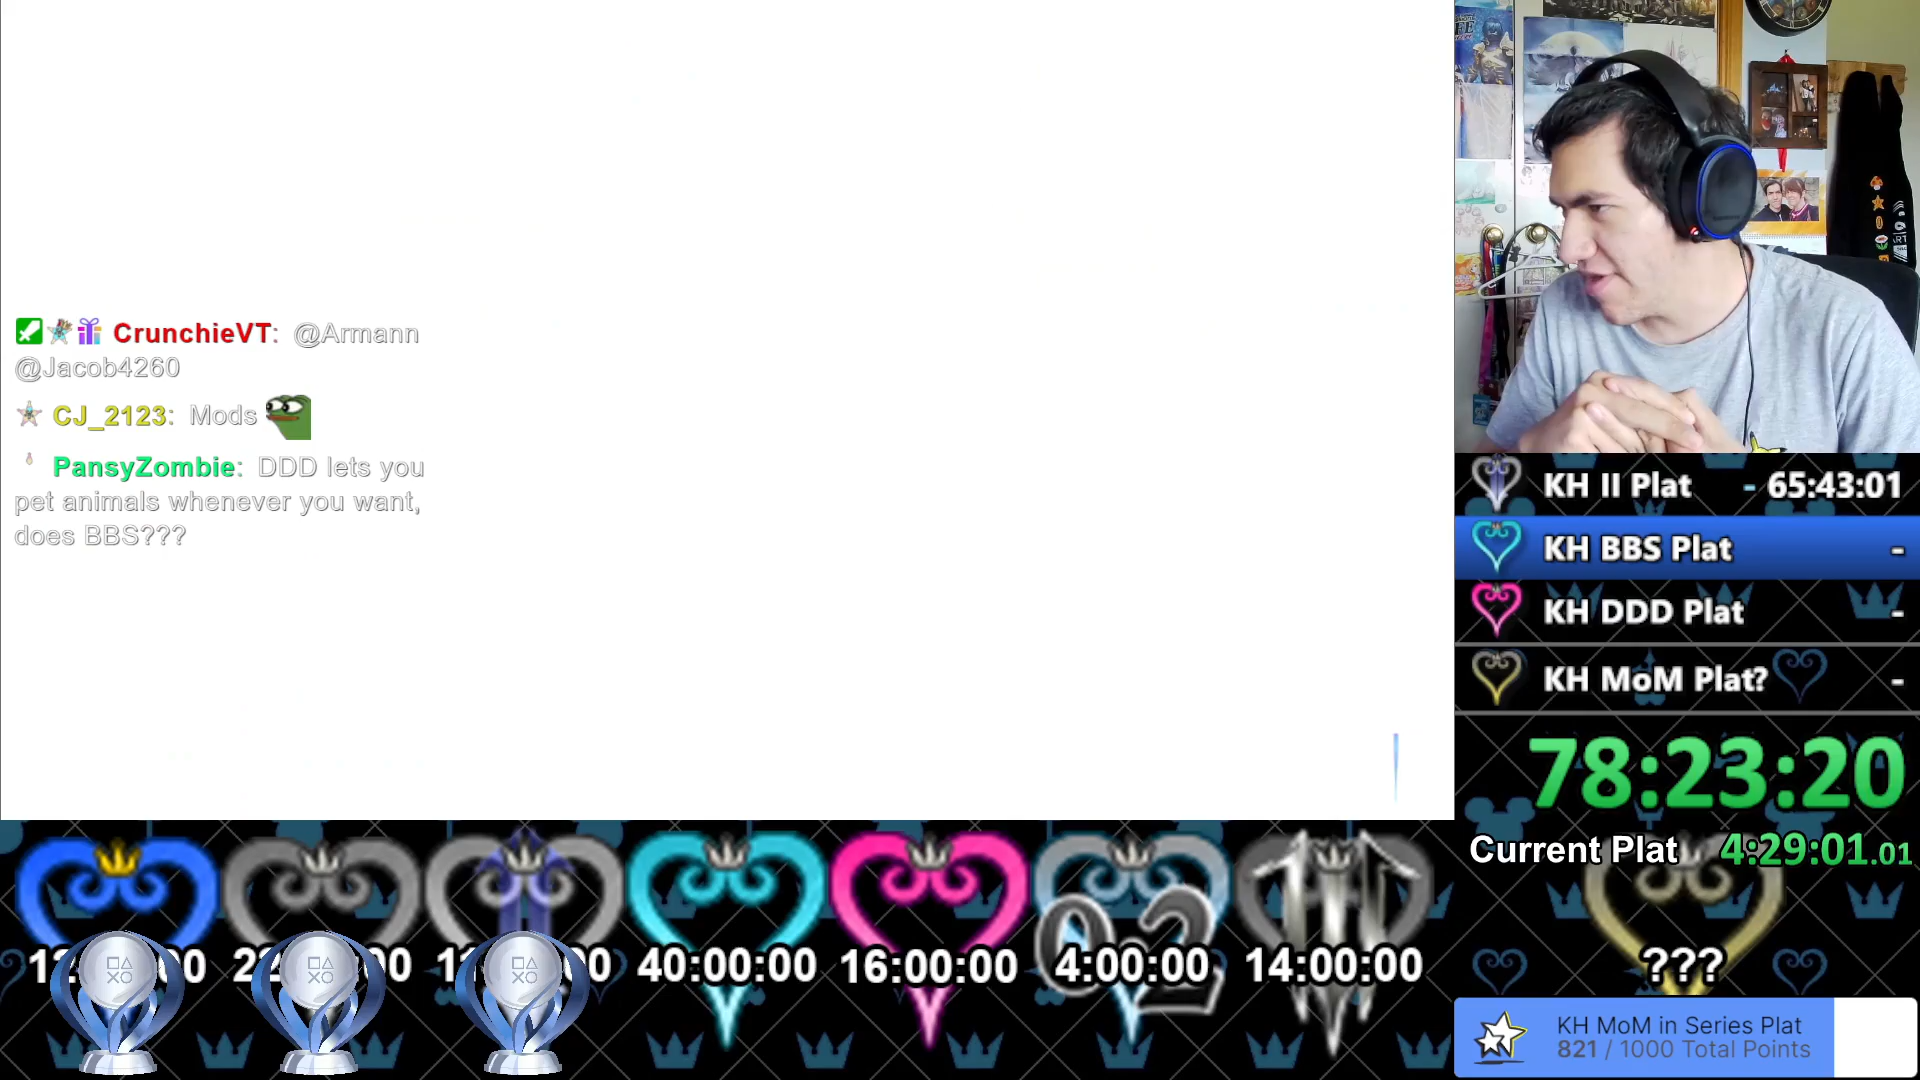 CrunchieVT: @Armann
@Jacob4260
CJ_2123: Mods
PansyZombie: DDD lets you
pet animals whenever you want,
does BBS???
KH II Plat - 65:43:01
KH BBS Plat -
KH DDD Plat -
KH MoM Plat? -
78:23:20
Current Plat 4:29:01.01
40:00:00
16:00:00
02
4:00:00
14:00:00
???
KH MoM in Series Plat
821 / 1000 Total Points